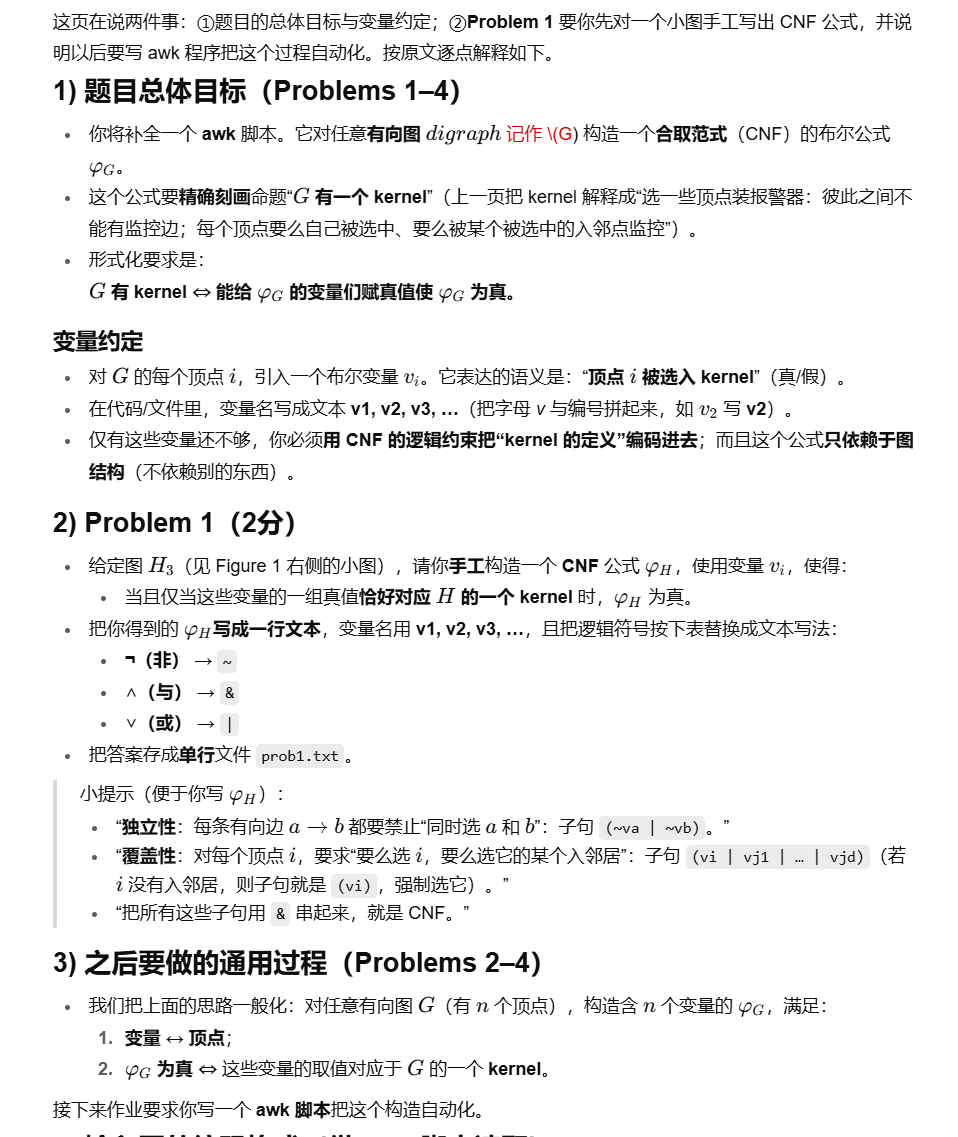 这页在说两件事：①题目的总体目标与变量约定；②Problem 1 要你先对一个小图手工写出 CNF 公式，并说
明以后要写 awk 程序把这个过程自动化。按原文逐点解释如下。
1) 题目总体目标（Problems 1–4）
• 你将补全一个 awk 脚本。它对任意有向图 digraph 记作 \(G) 构造一个合取范式（CNF）的布尔公式
φG。
• 这个公式要精确刻画命题“G 有一个 kernel”（上一页把 kernel 解释成“选一些顶点装报警器：彼此之间不
能有监控边；每个顶点要么自己被选中、要么被某个被选中的入邻点监控”）。
• 形式化要求是：
G 有 kernel ⇔ 能给 φG 的变量们赋真值使 φG 为真。
变量约定
• 对 G 的每个顶点 i，引入一个布尔变量 vi。它表达的语义是：“顶点 i 被选入 kernel”（真/假）。
• 在代码/文件里，变量名写成文本 v1, v2, v3, …（把字母 v 与编号拼起来，如 v2 写 v2）。
• 仅有这些变量还不够，你必须用 CNF 的逻辑约束把“kernel 的定义”编码进去；而且这个公式只依赖于图
结构（不依赖别的东西）。
2) Problem 1（2分）
• 给定图 H3（见 Figure 1 右侧的小图），请你手工构造一个 CNF 公式 φH，使用变量 vi，使得：
• 当且仅当这些变量的一组真值恰好对应 H 的一个 kernel 时，φH 为真。
• 把你得到的 φH写成一行文本，变量名用 v1, v2, v3, …，且把逻辑符号按下表替换成文本写法：
• ¬（非） → ~
• ∧（与） → &
• ∨（或） → |
• 把答案存成单行文件 prob1.txt。
小提示（便于你写 φH）：
• “独立性：每条有向边 a → b 都要禁止“同时选 a 和 b”：子句 (~va | ~vb)。”
• “覆盖性：对每个顶点 i，要求“要么选 i，要么选它的某个入邻居”：子句 (vi | vj1 | … | vjd)（若
i 没有入邻居，则子句就是 (vi)，强制选它）。”
• “把所有这些子句用 & 串起来，就是 CNF。”
3) 之后要做的通用过程（Problems 2–4）
• 我们把上面的思路一般化：对任意有向图 G（有 n 个顶点），构造含 n 个变量的 φG，满足：
1. 变量 ↔ 顶点；
2. φG 为真 ⇔ 这些变量的取值对应于 G 的一个 kernel。
接下来作业要求你写一个 awk 脚本把这个构造自动化。